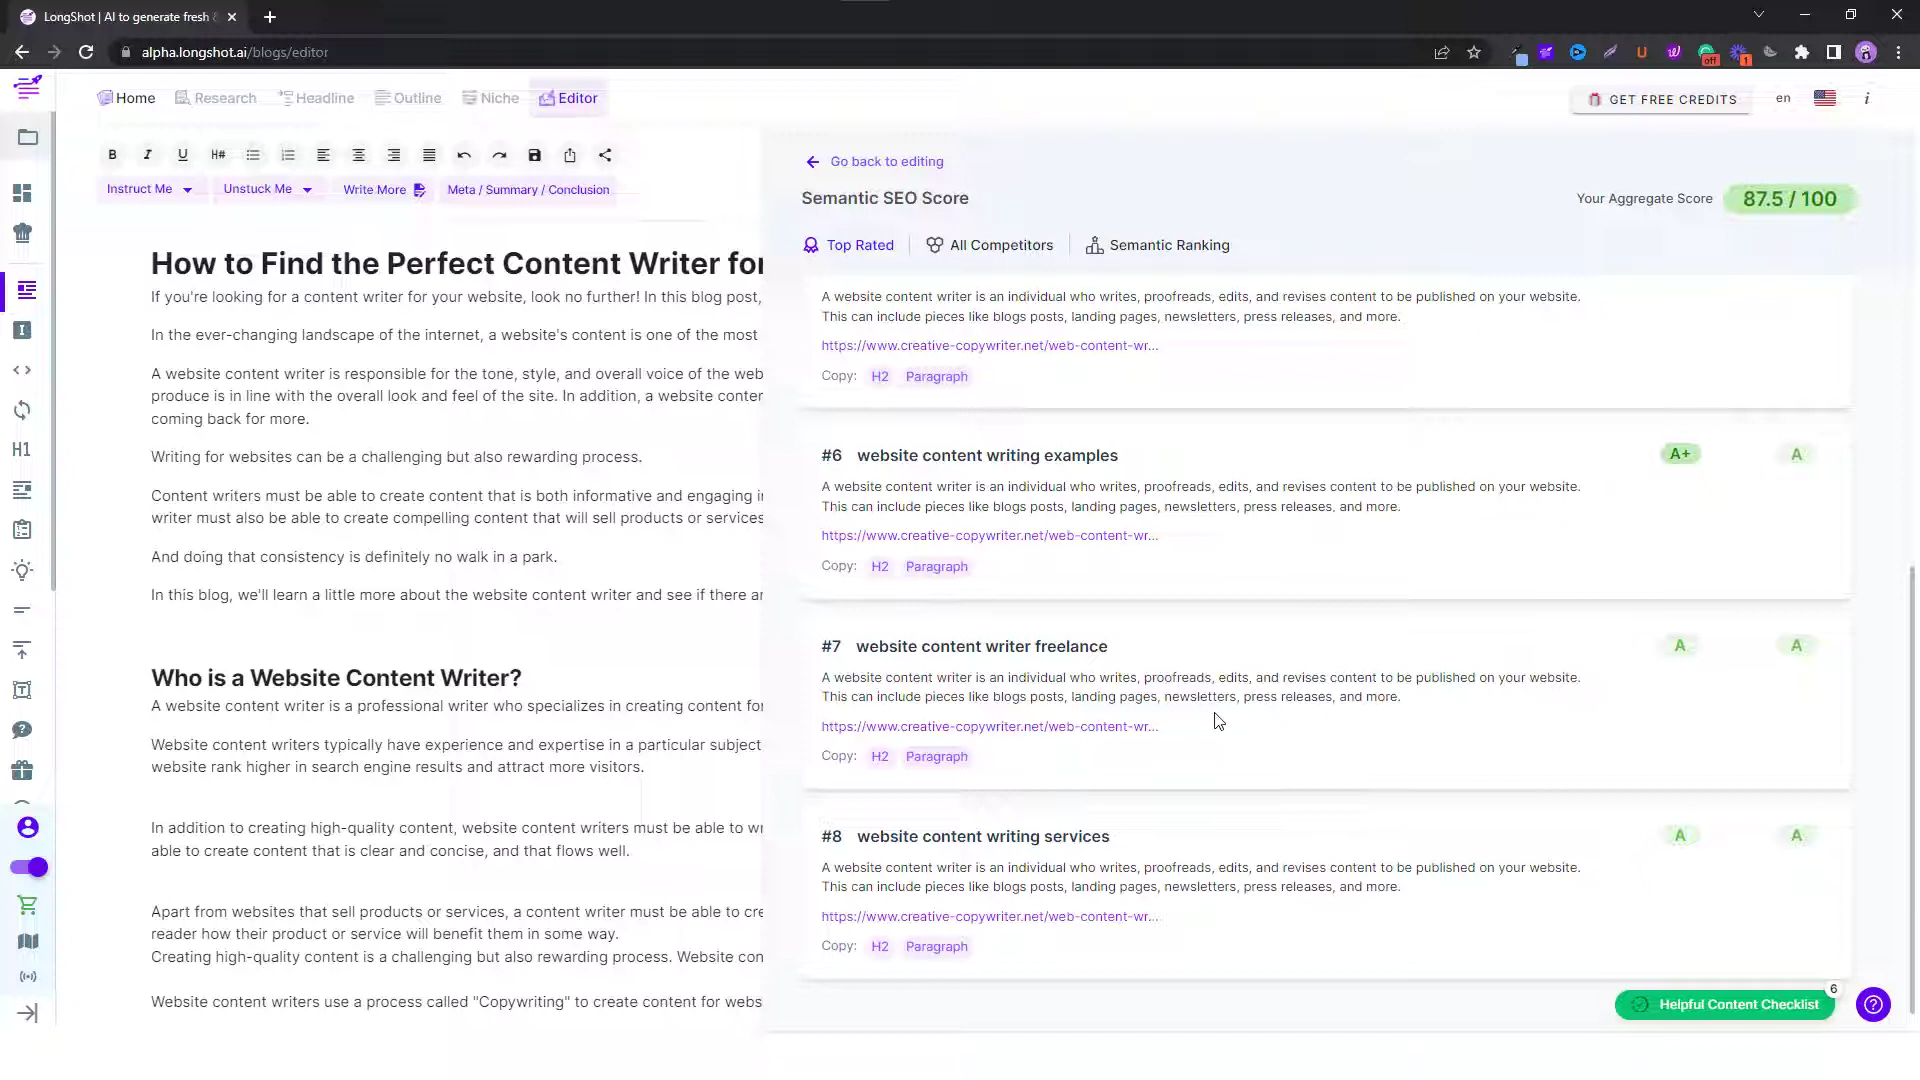 LongShot | AI to generate fresh &
alpha.longshot.ai/blogs/editor
off
1
Home
Research
Headline
Outline
Niche
Editor
GET FREE CREDITS
en
i
B
I
U
H#
Instruct Me
Unstuck Me
Write More
Meta / Summary / Conclusion
How to Find the Perfect Content Writer for
If you're looking for a content writer for your website, look no further! In this blog post,
In the ever-changing landscape of the internet, a website's content is one of the most
A website content writer is responsible for the tone, style, and overall voice of the web
produce is in line with the overall look and feel of the site. In addition, a website conter
coming back for more.
Writing for websites can be a challenging but also rewarding process.
Content writers must be able to create content that is both informative and engaging i
writer must also be able to create compelling content that will sell products or services
And doing that consistency is definitely no walk in a park.
In this blog, we'll learn a little more about the website content writer and see if there ar
Who is a Website Content Writer?
A website content writer is a professional writer who specializes in creating content for
Website content writers typically have experience and expertise in a particular subject
website rank higher in search engine results and attract more visitors.
In addition to creating high-quality content, website content writers must be able to wr
able to create content that is clear and concise, and that flows well.
Apart from websites that sell products or services, a content writer must be able to cre
reader how their product or service will benefit them in some way.
Creating high-quality content is a challenging but also rewarding process. Website con
Website content writers use a process called "Copywriting" to create content for webs
H1
Go back to editing
Semantic SEO Score
Your Aggregate Score
87.5 / 100
Top Rated
All Competitors
Semantic Ranking
A website content writer is an individual who writes, proofreads, edits, and revises content to be published on your website.
This can include pieces like blogs posts, landing pages, newsletters, press releases, and more.
https://www.creative-copywriter.net/web-content-wr...
Copy: H2 Paragraph
#6 website content writing examples
A+
A
A website content writer is an individual who writes, proofreads, edits, and revises content to be published on your website.
This can include pieces like blogs posts, landing pages, newsletters, press releases, and more.
https://www.creative-copywriter.net/web-content-wr...
Copy: H2 Paragraph
#7 website content writer freelance
A
A
A website content writer is an individual who writes, proofreads, edits, and revises content to be published on your website.
This can include pieces like blogs posts, landing pages, newsletters, press releases, and more.
https://www.creative-copywriter.net/web-content-wr...
Copy: H2 Paragraph
#8 website content writing services
A
A
A website content writer is an individual who writes, proofreads, edits, and revises content to be published on your website.
This can include pieces like blogs posts, landing pages, newsletters, press releases, and more.
https://www.creative-copywriter.net/web-content-wr...
Copy: H2 Paragraph
6
Helpful Content Checklist